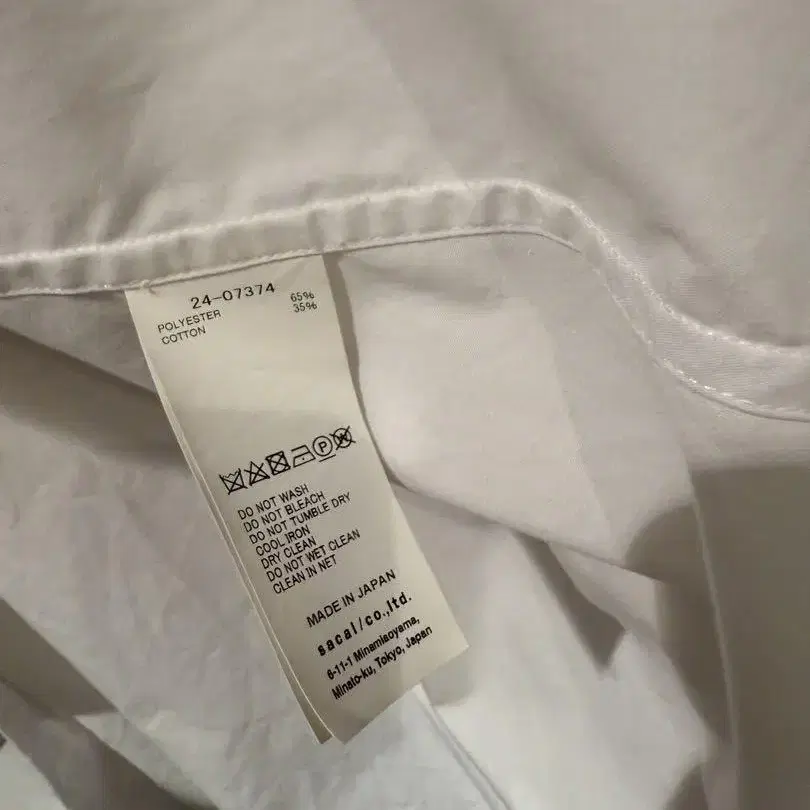 24-07374
POLYESTER 65%
COTTON 35%
DO NOT WASH
DO NOT BLEACH
DO NOT TUMBLE DRY
COOL IRON
DRY CLEAN
DO NOT WET CLEAN
CLEAN IN NET
MADE IN JAPAN
sacai/co.,ltd.
6-11-1 Minamiaoyama,
Minato-ku, Tokyo, Japan